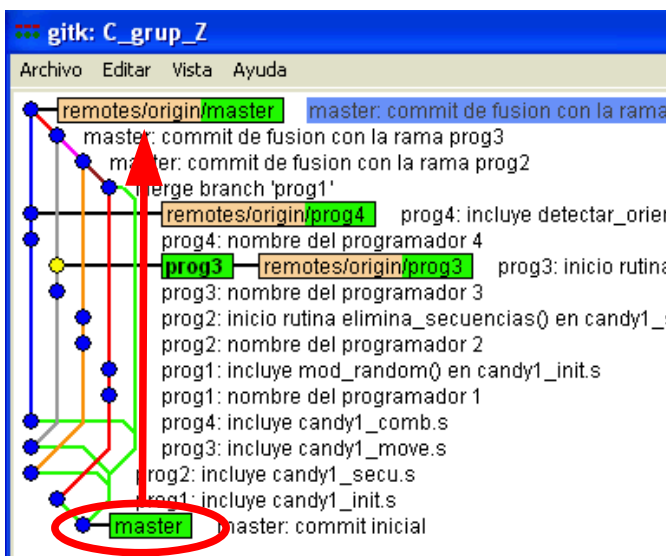 gitk: C_grup_Z
Archivo Editar Vista Ayuda
remotes/origin/master master: commit de fusion con la rama
master: commit de fusion con la rama prog3
master: commit de fusion con la rama prog2
Merge branch 'prog1'
remotes/origin/prog4 prog4: incluye detectar_orien
prog4: nombre del programador 4
prog3 remotes/origin/prog3 prog3: inicio rutina
prog3: nombre del programador 3
prog2: inicio rutina elimina_secuencias() en candy1_s
prog2: nombre del programador 2
prog1: incluye mod_random() en candy1_init.s
prog1: nombre del programador 1
prog4: incluye candy1_comb.s
prog3: incluye candy1_move.s
prog2: incluye candy1_secu.s
prog1: incluye candy1_init.s
master master: commit inicial